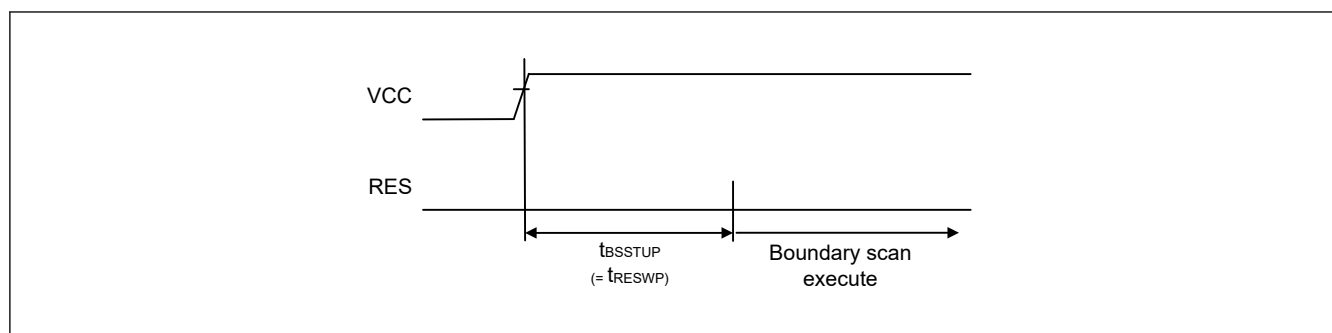 VCC
RES
tBSSTUP
(= tRESWP)
Boundary scan
execute